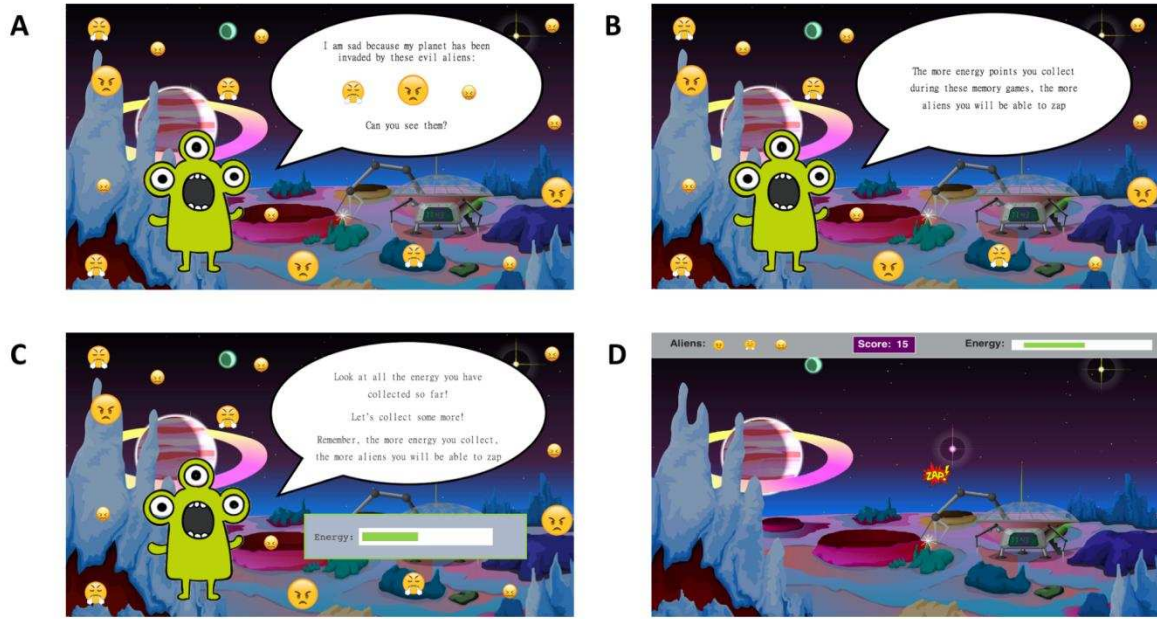 A
I am sad because my planet has been
invaded by these evil aliens:
Can you see them?
B
The more energy points you collect
during these memory games, the more
aliens you will be able to zap
C
Look at all the energy you have
collected so far!
Let's collect some more!
Remember, the more energy you collect,
the more aliens you will be able to zap
Energy:
D
Aliens: Score: 15 Energy:
ZAP!